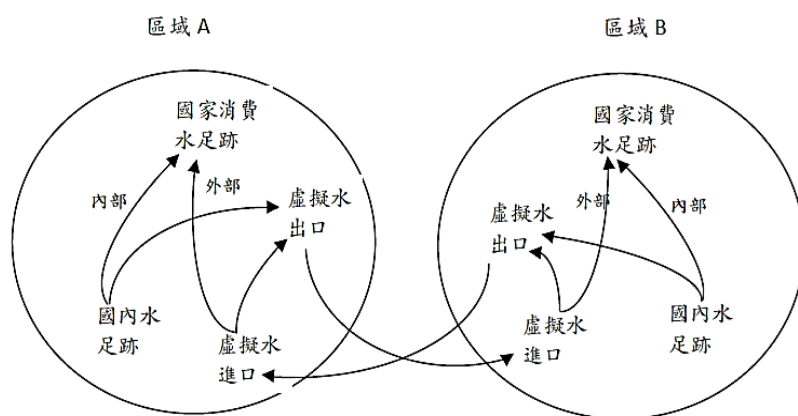 區域 A
區域 B
國家消費
水足跡
內部
外部
虛擬水
出口
國內水
足跡
虛擬水
進口
國家消費
水足跡
外部
內部
虛擬水
出口
虛擬水
進口
國內水
足跡